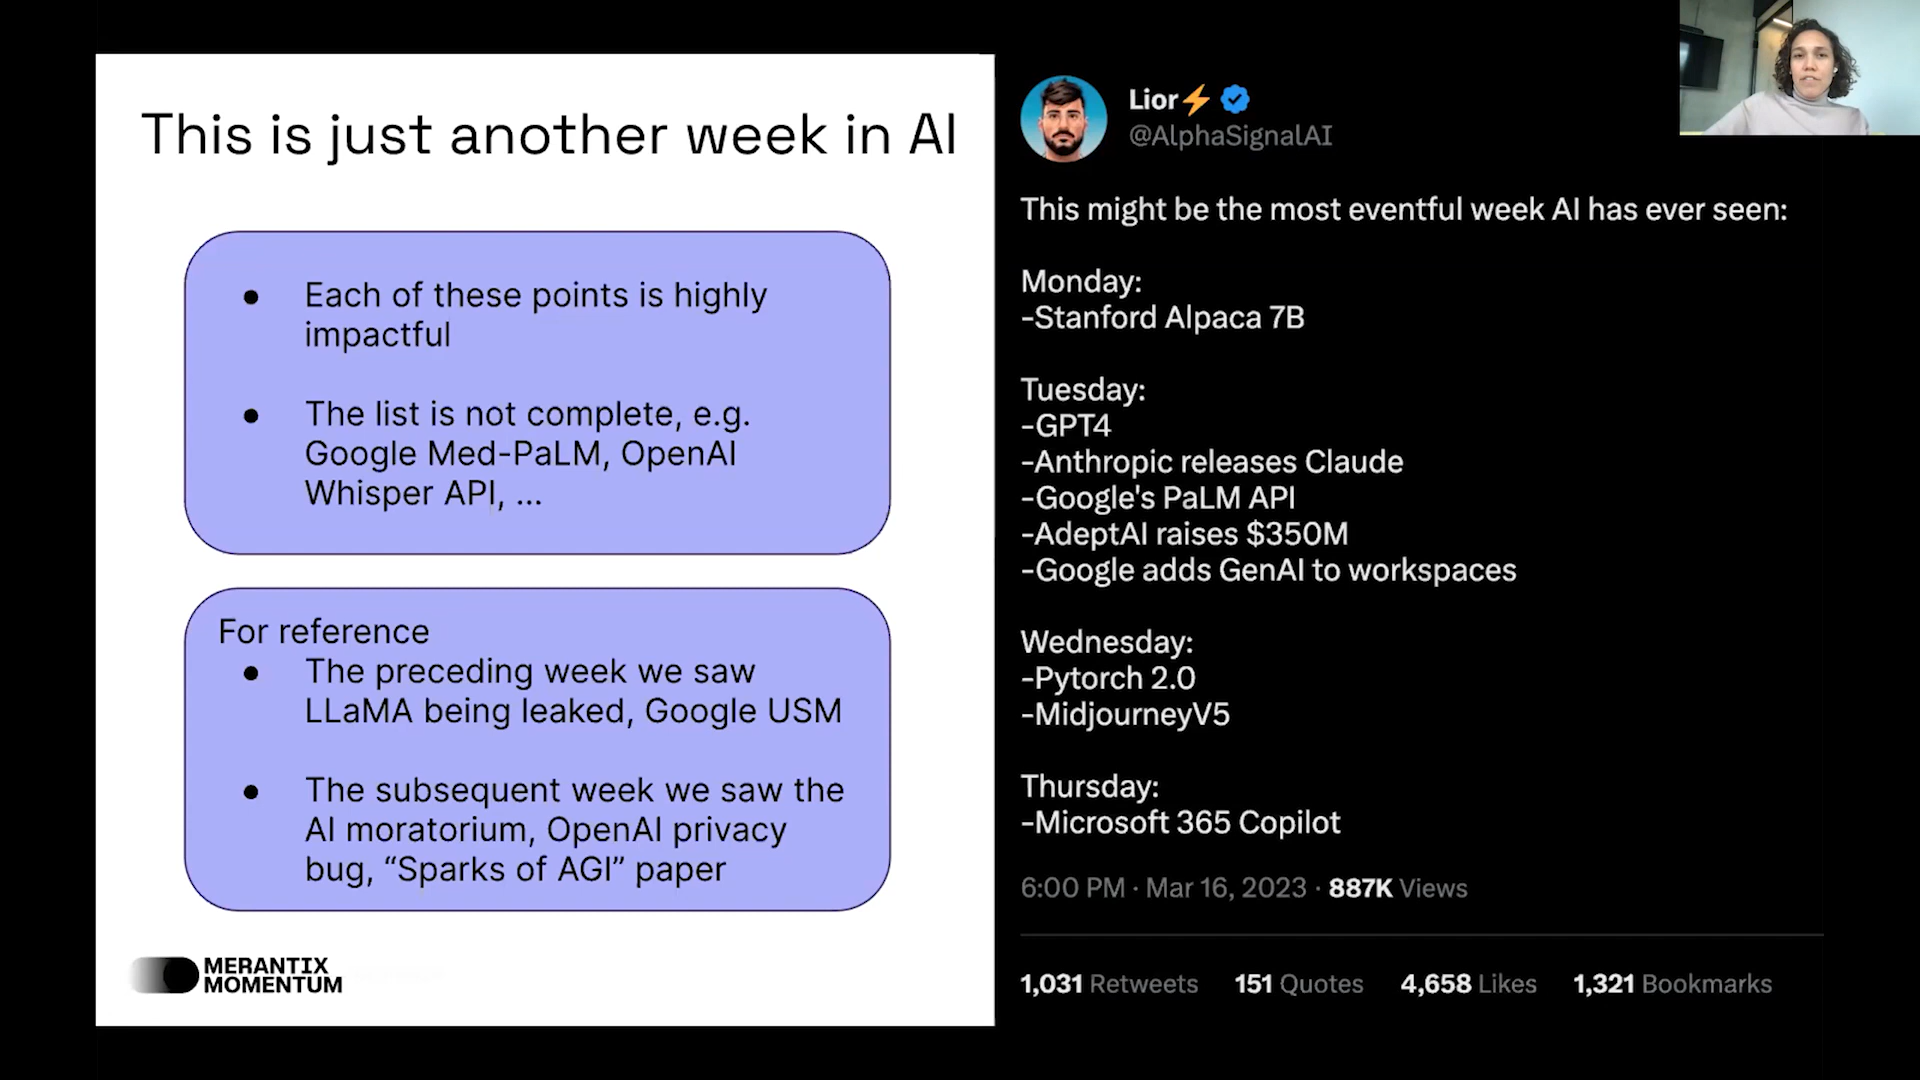 This is just another week in AI
● Each of these points is highly
impactful
● The list is not complete, e.g.
Google Med-PaLM, OpenAI
Whisper API, ...
For reference
● The preceding week we saw
LLaMA being leaked, Google USM
● The subsequent week we saw the
AI moratorium, OpenAI privacy
bug, “Sparks of AGI” paper
MERANTIX
MOMENTUM
Lior⚡
@AlphaSignalAI
This might be the most eventful week AI has ever seen:
Monday:
-Stanford Alpaca 7B
Tuesday:
-GPT4
-Anthropic releases Claude
-Google's PaLM API
-AdeptAI raises $350M
-Google adds GenAI to workspaces
Wednesday:
-Pytorch 2.0
-MidjourneyV5
Thursday:
-Microsoft 365 Copilot
6:00 PM · Mar 16, 2023 · 887K Views
1,031 Retweets 151 Quotes 4,658 Likes 1,321 Bookmarks